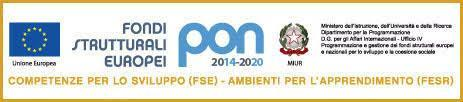 FONDI
STRUTTURALI
EUROPEI
pon
2014-2020
Unione Europea
MIUR
Ministero dell'Istruzione, dell'Università e della Ricerca
Dipartimento per la Programmazione
D.G. per gli Affari Internazionali - Ufficio IV
Programmazione e gestione dei fondi strutturali europei
e nazionali per lo sviluppo e la coesione sociale
COMPETENZE PER LO SVILUPPO (FSE) - AMBIENTI PER L'APPRENDIMENTO (FESR)